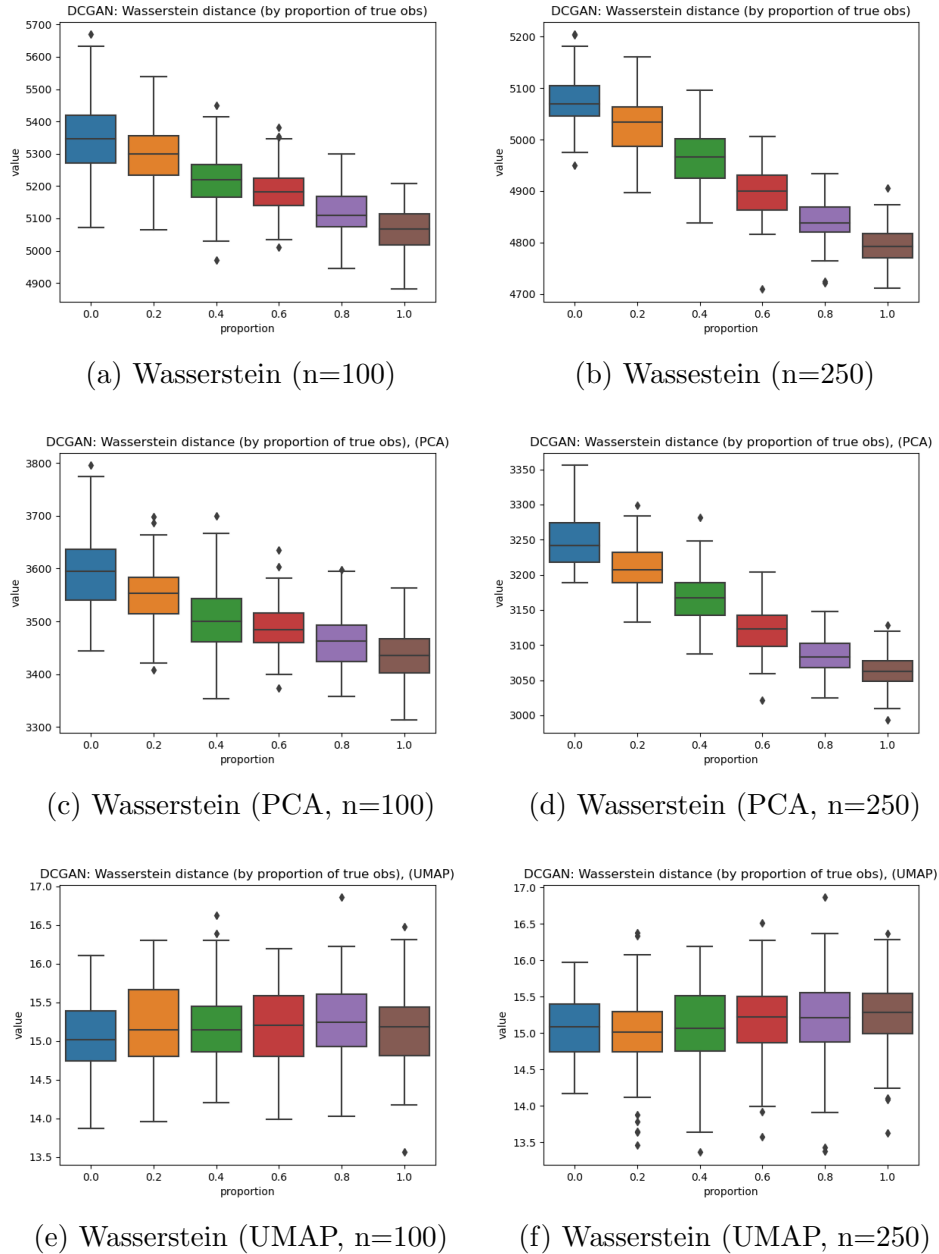 DCGAN: Wasserstein distance (by proportion of true obs)
5700
5600
5500
5400
5300
5200
5100
5000
4900
value
0.0 0.2 0.4 0.6 0.8 1.0
proportion
(a) Wasserstein (n=100)
DCGAN: Wasserstein distance (by proportion of true obs)
5200
5100
5000
4900
4800
4700
value
0.0 0.2 0.4 0.6 0.8 1.0
proportion
(b) Wassestein (n=250)
DCGAN: Wasserstein distance (by proportion of true obs), (PCA)
3800
3700
3600
3500
3400
3300
value
0.0 0.2 0.4 0.6 0.8 1.0
proportion
(c) Wasserstein (PCA, n=100)
DCGAN: Wasserstein distance (by proportion of true obs), (PCA)
3350
3300
3250
3200
3150
3100
3050
3000
value
0.0 0.2 0.4 0.6 0.8 1.0
proportion
(d) Wasserstein (PCA, n=250)
DCGAN: Wasserstein distance (by proportion of true obs), (UMAP)
17.0
16.5
16.0
15.5
15.0
14.5
14.0
13.5
value
0.0 0.2 0.4 0.6 0.8 1.0
proportion
(e) Wasserstein (UMAP, n=100)
DCGAN: Wasserstein distance (by proportion of true obs), (UMAP)
17.0
16.5
16.0
15.5
15.0
14.5
14.0
13.5
value
0.0 0.2 0.4 0.6 0.8 1.0
proportion
(f) Wasserstein (UMAP, n=250)